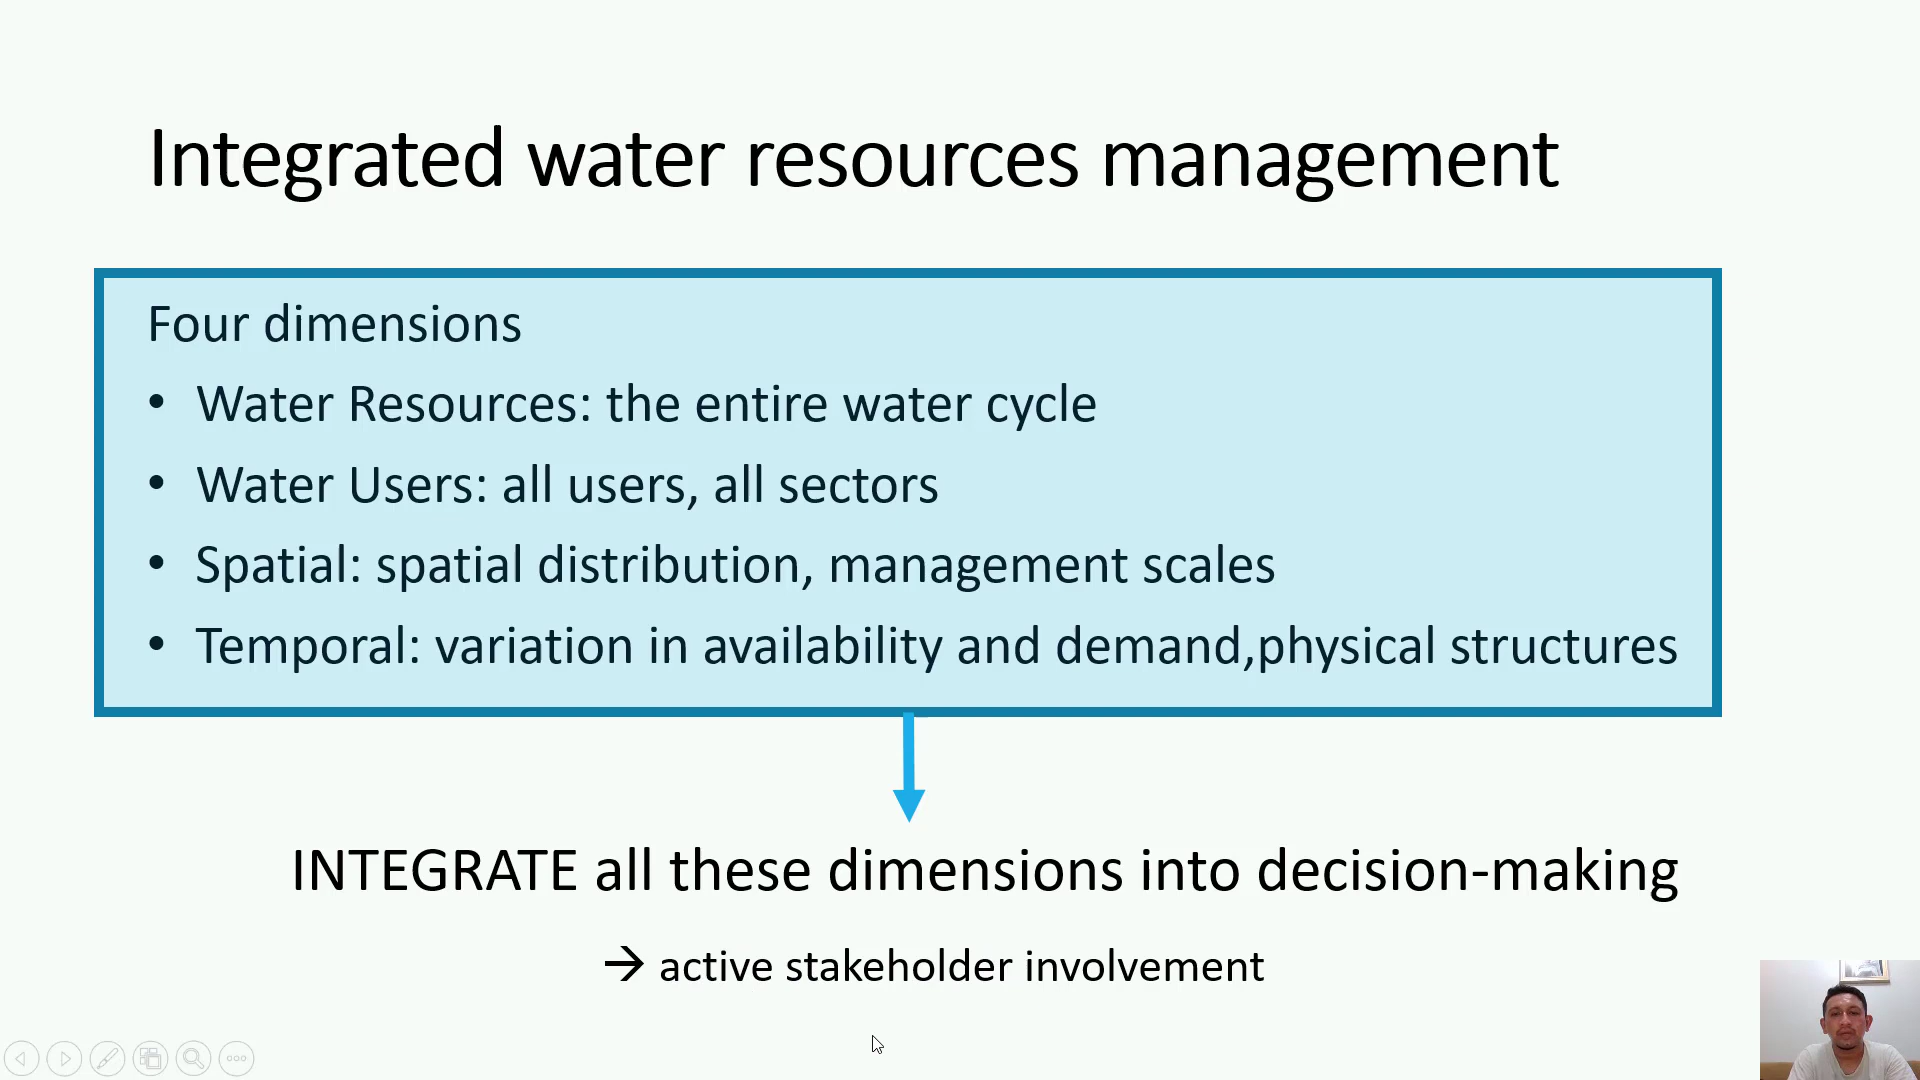 Integrated water resources management
Four dimensions
• Water Resources: the entire water cycle
• Water Users: all users, all sectors
• Spatial: spatial distribution, management scales
• Temporal: variation in availability and demand,physical structures
INTEGRATE all these dimensions into decision-making
→ active stakeholder involvement